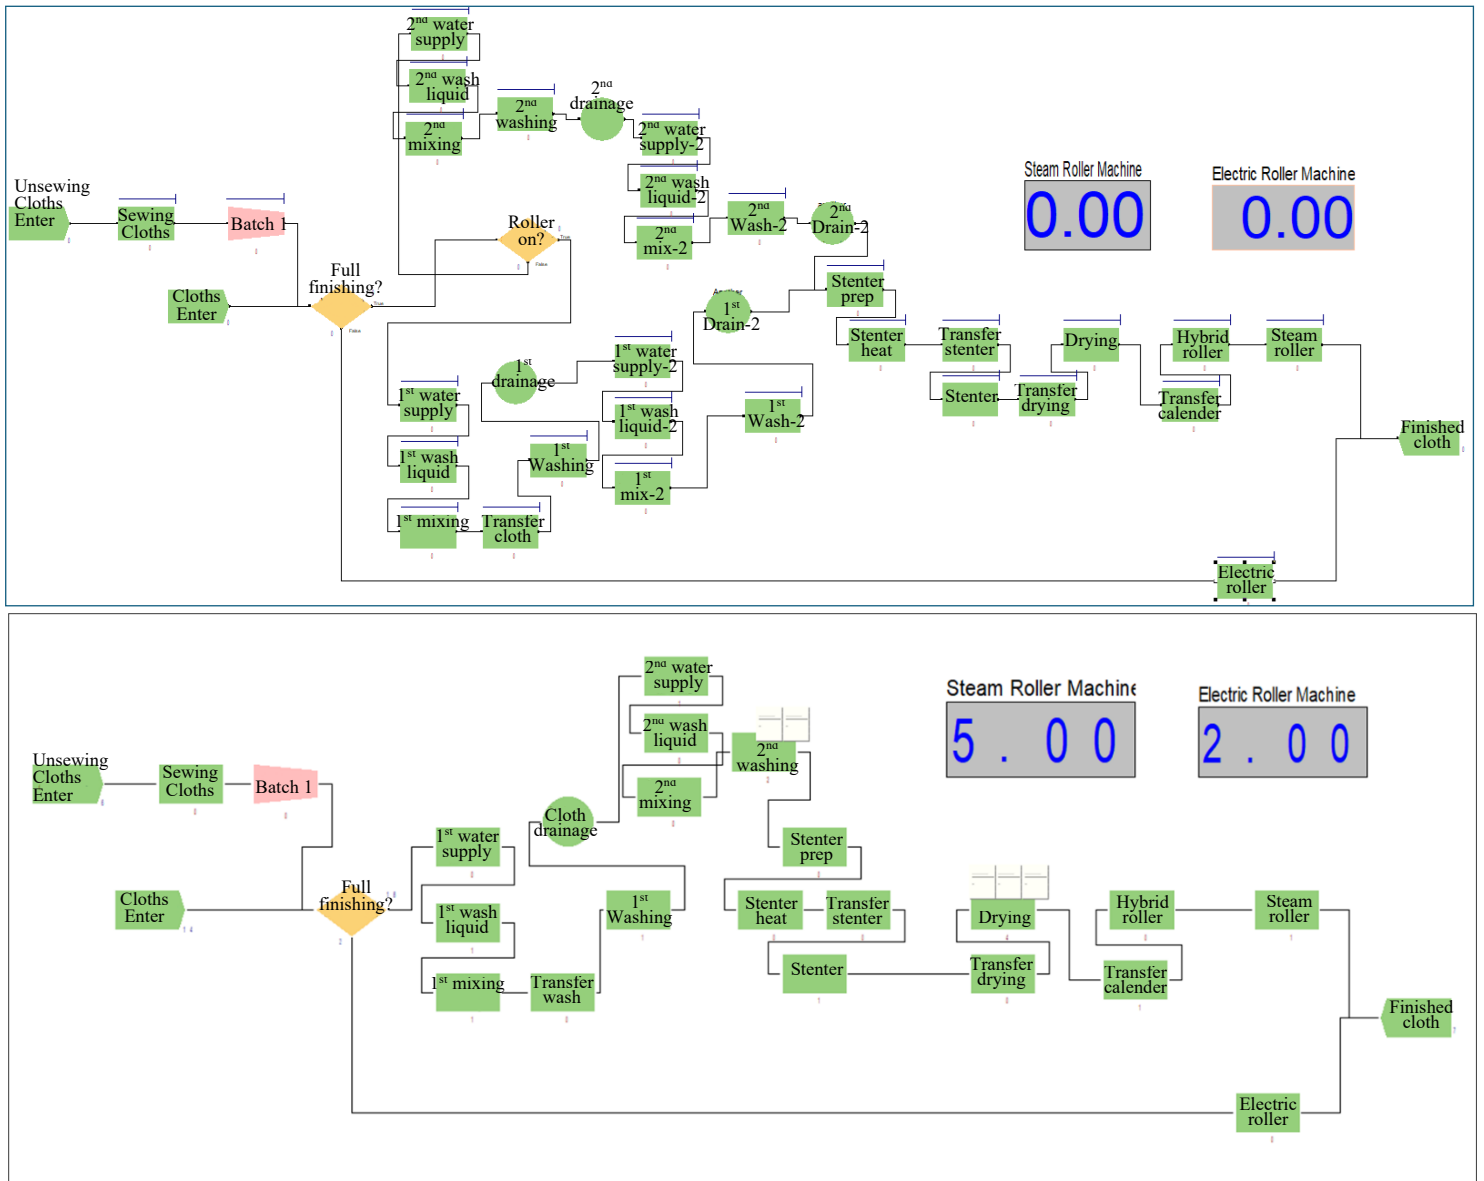 2nd water
supply
2nd wash
liquid
2nd
mixing
2nd
washing
2nd
drainage
2nd water
supply-2
2nd wash
liquid-2
2nd
mix-2
2nd
Wash-2
2nd
Drain-2
Steam Roller Machine
0.00
Electric Roller Machine
0.00
Unsewing
Cloths
Enter
Sewing
Cloths
Batch 1
Cloths
Enter
Full
finishing?
True
False
Roller
on?
True
False
Stenter
prep
Stenter
heat
Transfer
stenter
Stenter
Transfer
drying
Drying
Transfer
calender
Hybrid
roller
Steam
roller
Finished
cloth
1st
Drain-2
1st water
supply-2
1st wash
liquid-2
1st
mix-2
1st
Wash-2
1st
drainage
1st water
supply
1st wash
liquid
1st mixing
Transfer
cloth
1st
Washing
Electric
roller
2nd water
supply
2nd wash
liquid
2nd
mixing
2nd
washing
Steam Roller Machine
5.00
Electric Roller Machine
2.00
Unsewing
Cloths
Enter
Sewing
Cloths
Batch 1
Cloths
Enter
Full
finishing?
1st water
supply
1st wash
liquid
1st mixing
Transfer
wash
1st
Washing
Cloth
drainage
Stenter
prep
Stenter
heat
Transfer
stenter
Stenter
Transfer
drying
Drying
Transfer
calender
Hybrid
roller
Steam
roller
Finished
cloth
Electric
roller